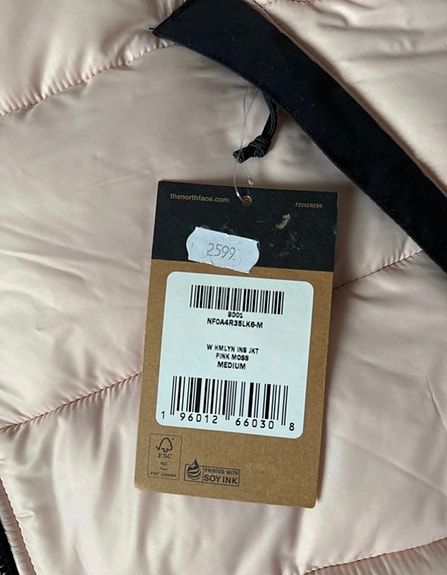 thenorthface.com
2599.
SD01
NF0A4R35LK6-M
W HMLYN INS JKT
PINK MOSS
MEDIUM
1 96012 66030 8
FSC
PRINTED WITH
SOY INK